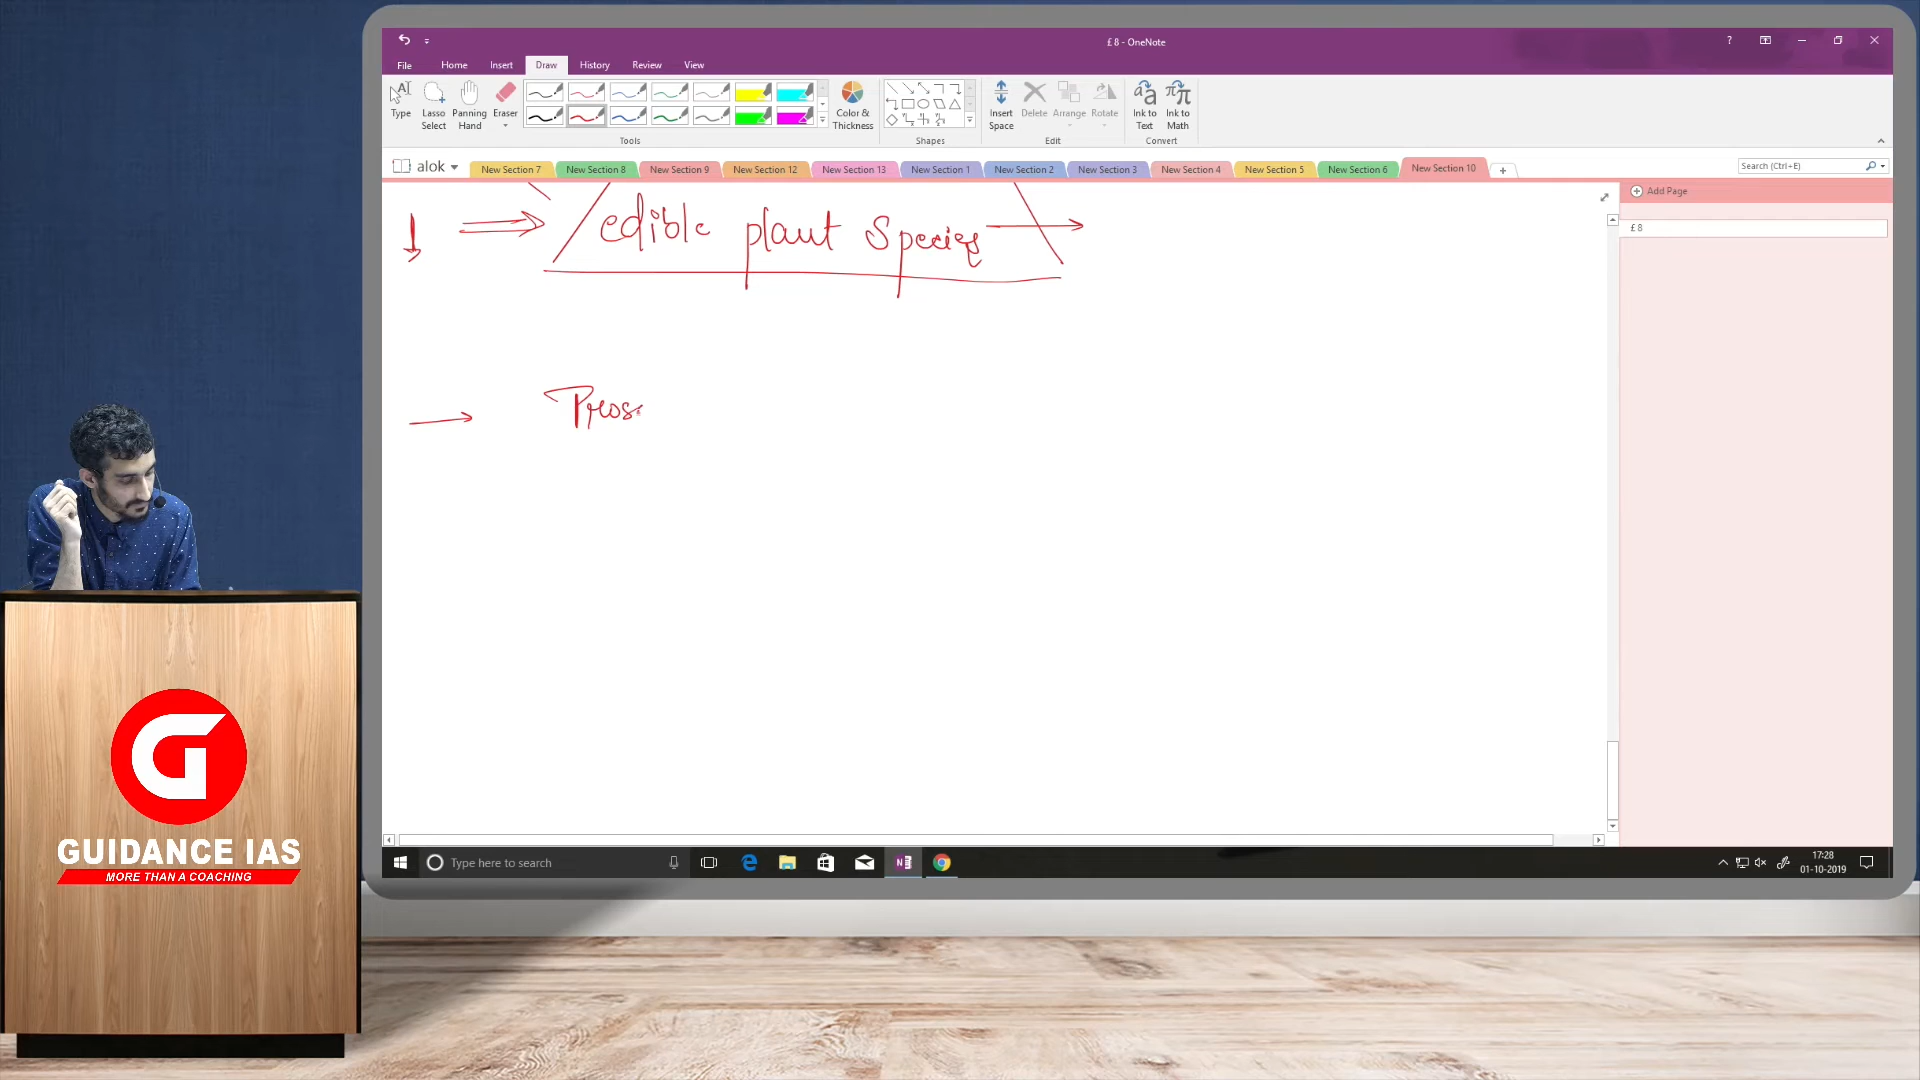 £ 8 - OneNote
?
File Home Insert Draw History Review View
Type
Lasso Select
Panning Hand
Eraser
Color & Thickness
Insert Space
Delete
Arrange
Rotate
Ink to Text
Ink to Math
Tools
Shapes
Edit
Convert
alok
New Section 7 New Section 8 New Section 9 New Section 12 New Section 13 New Section 1 New Section 2 New Section 3 New Section 4 New Section 5 New Section 6 New Section 10
Search (Ctrl+E)
Add Page
£ 8
edible plant Species
Pros
G
GUIDANCE IAS
MORE THAN A COACHING
Type here to search
17:28
01-10-2019